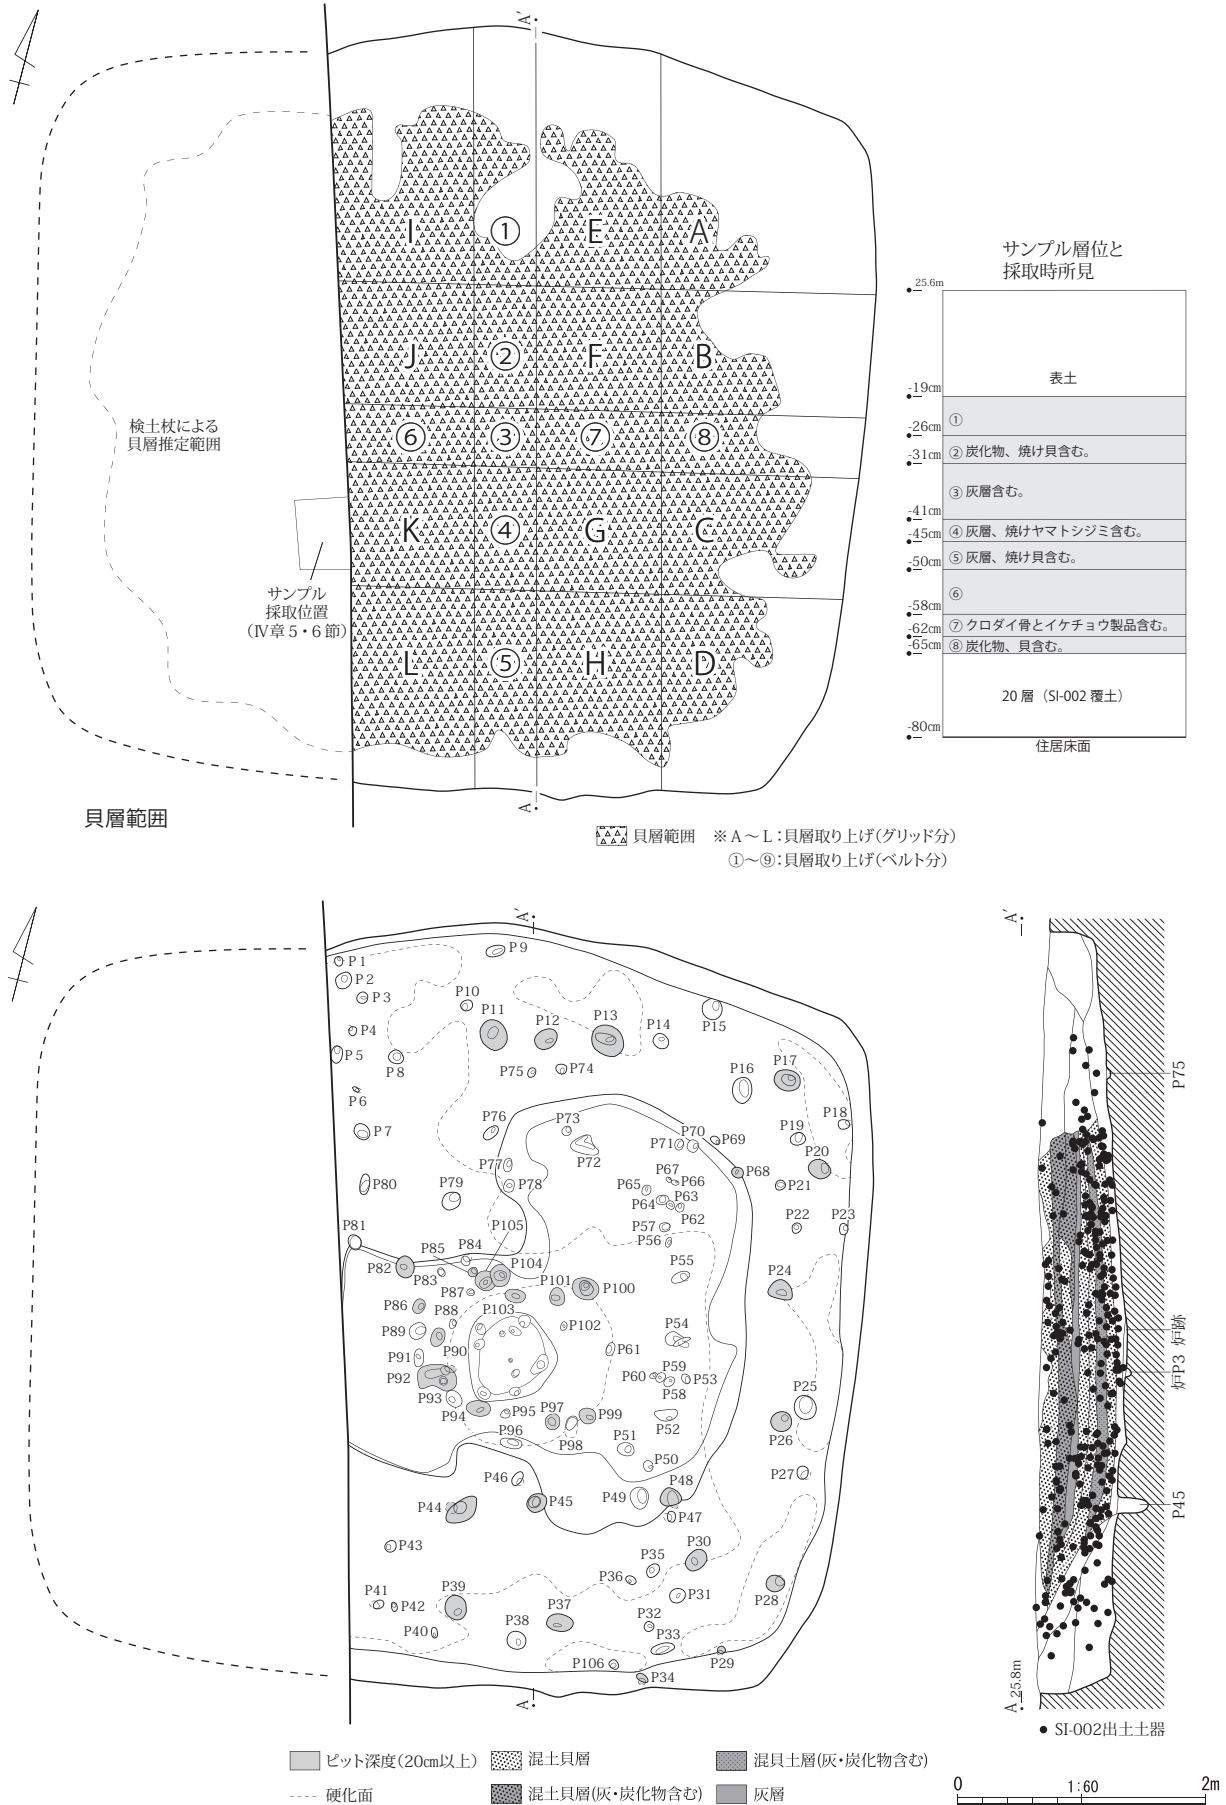 A'
I
①
E
A
J
②
F
B
⑥
③
⑦
⑧
K
④
G
C
L
⑤
H
D
検土杖による
貝層推定範囲
サンプル
採取位置
(Ⅳ章5・6節)
A
貝層範囲
サンプル層位と
採取時所見
25.6m
表土
-19cm
①
-26cm
② 炭化物、焼け貝含む。
-31cm
③ 灰層含む。
-41cm
④ 灰層、焼けヤマトシジミ含む。
-45cm
⑤ 灰層、焼け貝含む。
-50cm
⑥
-58cm
⑦ クロダイ骨とイケチョウ製品含む。
-62cm
⑧ 炭化物、貝含む。
-65cm
20層（SI-002 覆土）
-80cm
住居床面
貝層範囲 ※A～L：貝層取り上げ(グリッド分)
①～⑨：貝層取り上げ(ベルト分)
A'
P1
P2
P3
P4
P5
P6
P7
P8
P9
P10
P11
P12
P13
P14
P15
P75
P74
P16
P17
P18
P19
P20
P21
P22
P23
P24
P25
P26
P27
P28
P29
P30
P31
P32
P33
P34
P35
P36
P37
P38
P39
P40
P41
P42
P43
P44
P45
P46
P47
P48
P49
P50
P51
P52
P53
P54
P55
P56
P57
P58
P59
P60
P61
P62
P63
P64
P65
P66
P67
P68
P69
P70
P71
P72
P73
P76
P77
P78
P79
P80
P81
P82
P83
P84
P85
P86
P87
P88
P89
P90
P91
P92
P93
P94
P95
P96
P97
P98
P99
P100
P101
P102
P103
P104
P105
P106
A
A'
P75
炉跡
炉P3
P45
A 25.8m
● SI-002出土土器
ピット深度(20cm以上)
混土貝層
混貝土層(灰・炭化物含む)
硬化面
混土貝層(灰・炭化物含む)
灰層
0 1:60 2m